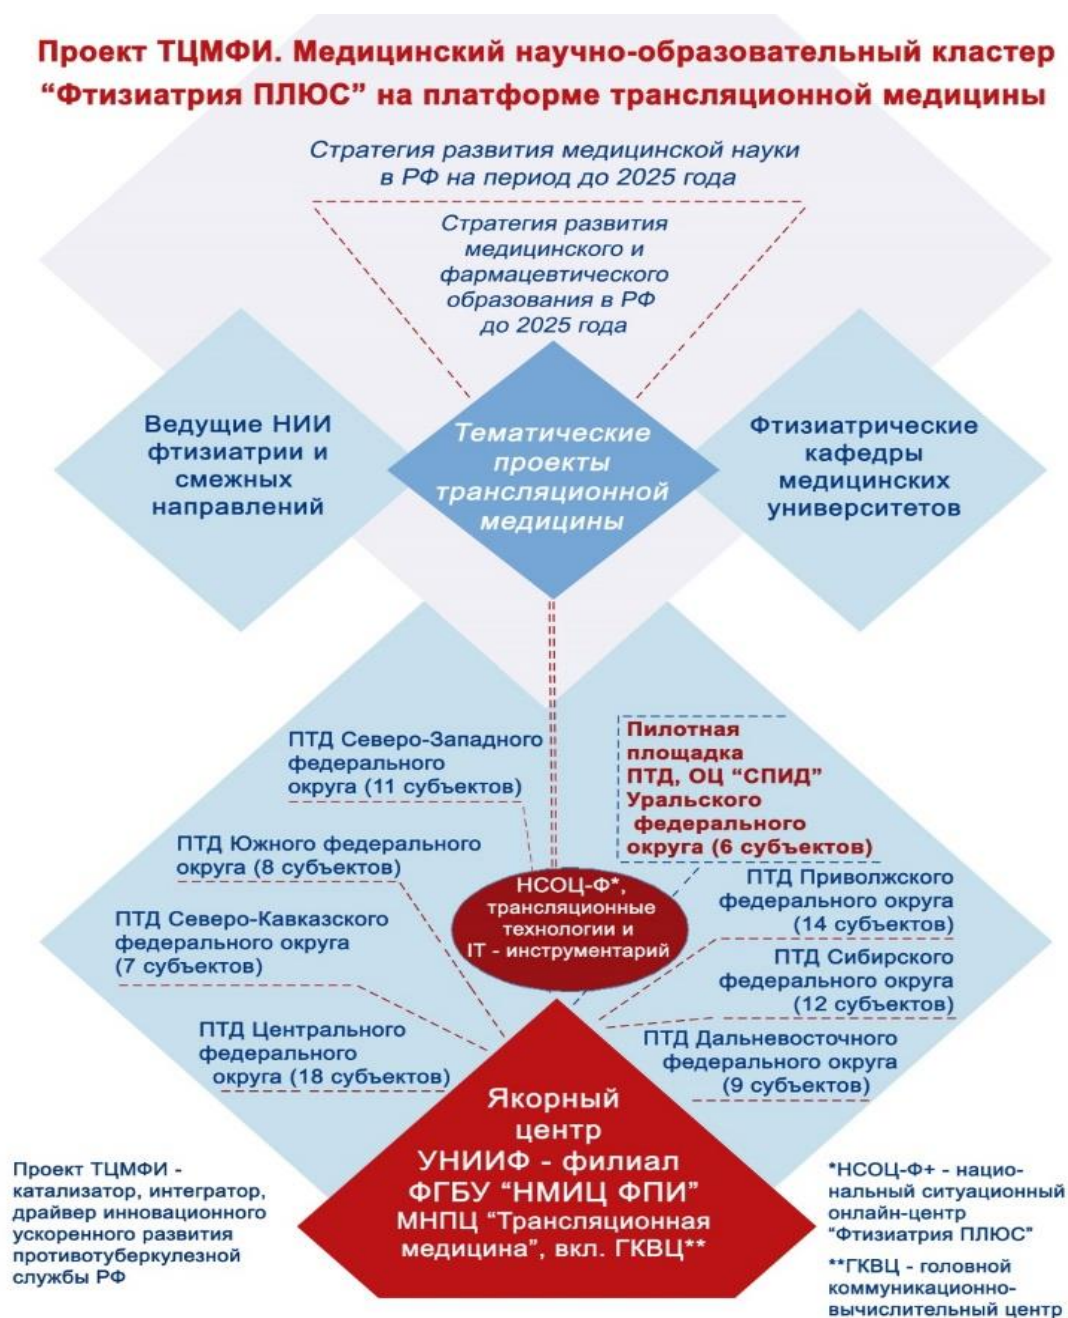 Проект ТЦМФИ. Медицинский научно-образовательный кластер
“Фтизиатрия ПЛЮС” на платформе трансляционной медицины
Стратегия развития медицинской науки
в РФ на период до 2025 года
Стратегия развития
медицинского и
фармацевтического
образования в РФ
до 2025 года
Ведущие НИИ
фтизиатрии и
смежных
направлений
Тематические
проекты
трансляционной
медицины
Фтизиатрические
кафедры
медицинских
университетов
ПТД Северо-Западного
федерального
округа (11 субъектов)
ПТД Южного федерального
округа (8 субъектов)
ПТД Северо-Кавказского
федерального округа
(7 субъектов)
ПТД Центрального
федерального
округа (18 субъектов)
Пилотная
площадка
ПТД, ОЦ “СПИД”
Уральского
федерального
округа (6 субъектов)
НСОЦ-Ф*,
трансляционные
технологии и
IT - инструментарий
ПТД Приволжского
федерального округа
(14 субъектов)
ПТД Сибирского
федерального округа
(12 субъектов)
ПТД Дальневосточного
федерального округа
(9 субъектов)
Якорный
центр
УНИИФ - филиал
ФГБУ “НМИЦ ФПИ”
МНПЦ “Трансляционная
медицина”, вкл. ГКВЦ**
Проект ТЦМФИ -
катализатор, интегратор,
драйвер инновационного
ускоренного развития
противотуберкулезной
службы РФ
*НСОЦ-Ф+ - нацио-
нальный ситуационный
онлайн-центр
“Фтизиатрия ПЛЮС”
**ГКВЦ - головной
коммуникационно-
вычислительный центр